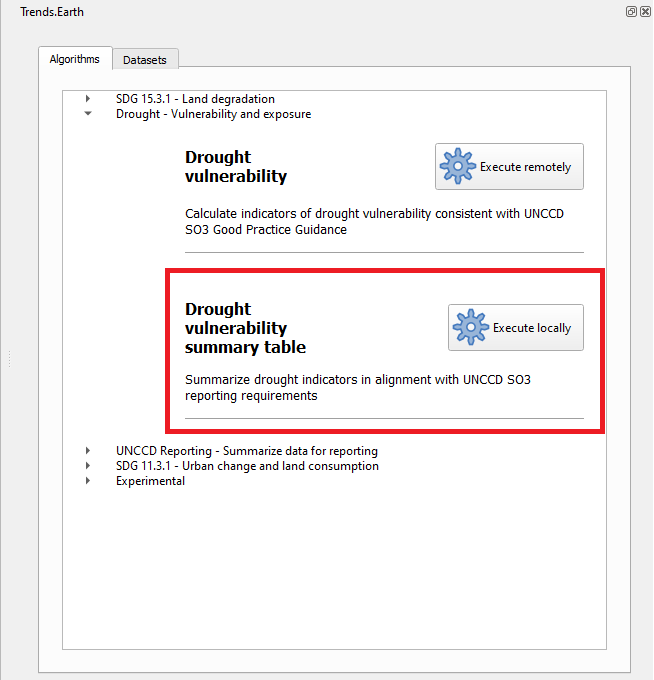 Trends.Earth
Algorithms
Datasets
SDG 15.3.1 - Land degradation
Drought - Vulnerability and exposure
Drought
vulnerability
Execute remotely
Calculate indicators of drought vulnerability consistent with UNCCD
SO3 Good Practice Guidance
Drought
vulnerability
summary table
Execute locally
Summarize drought indicators in alignment with UNCCD SO3
reporting requirements
UNCCD Reporting - Summarize data for reporting
SDG 11.3.1 - Urban change and land consumption
Experimental